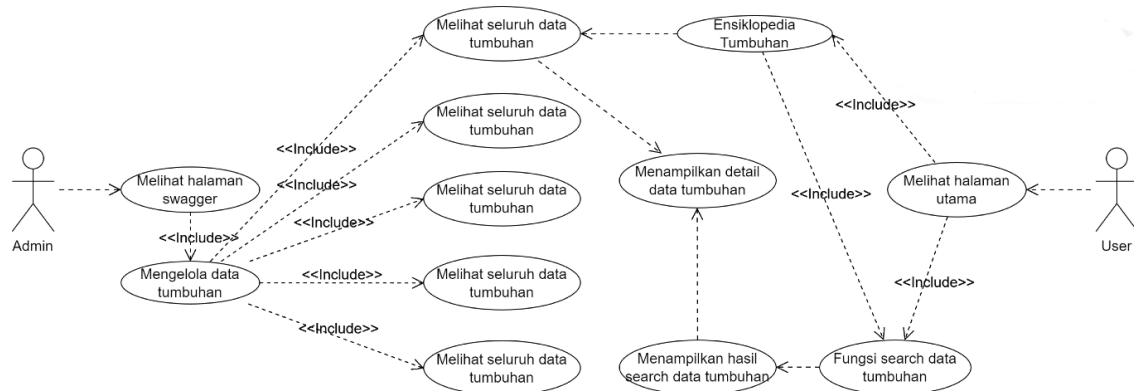 Melihat seluruh data
tumbuhan
Ensiklopedia
Tumbuhan
<<Include>>
Melihat seluruh data
tumbuhan
<<Include>>
Melihat halaman
swagger
<<Include>>
Melihat seluruh data
tumbuhan
Menampilkan detail
data tumbuhan
<<Include>>
Melihat halaman
utama
Admin
<<Include>>
<<Include>>
User
Mengelola data
tumbuhan
<<Include>>
Melihat seluruh data
tumbuhan
<<Include>>
<<Include>>
Melihat seluruh data
tumbuhan
Menampilkan hasil
search data tumbuhan
Fungsi search data
tumbuhan